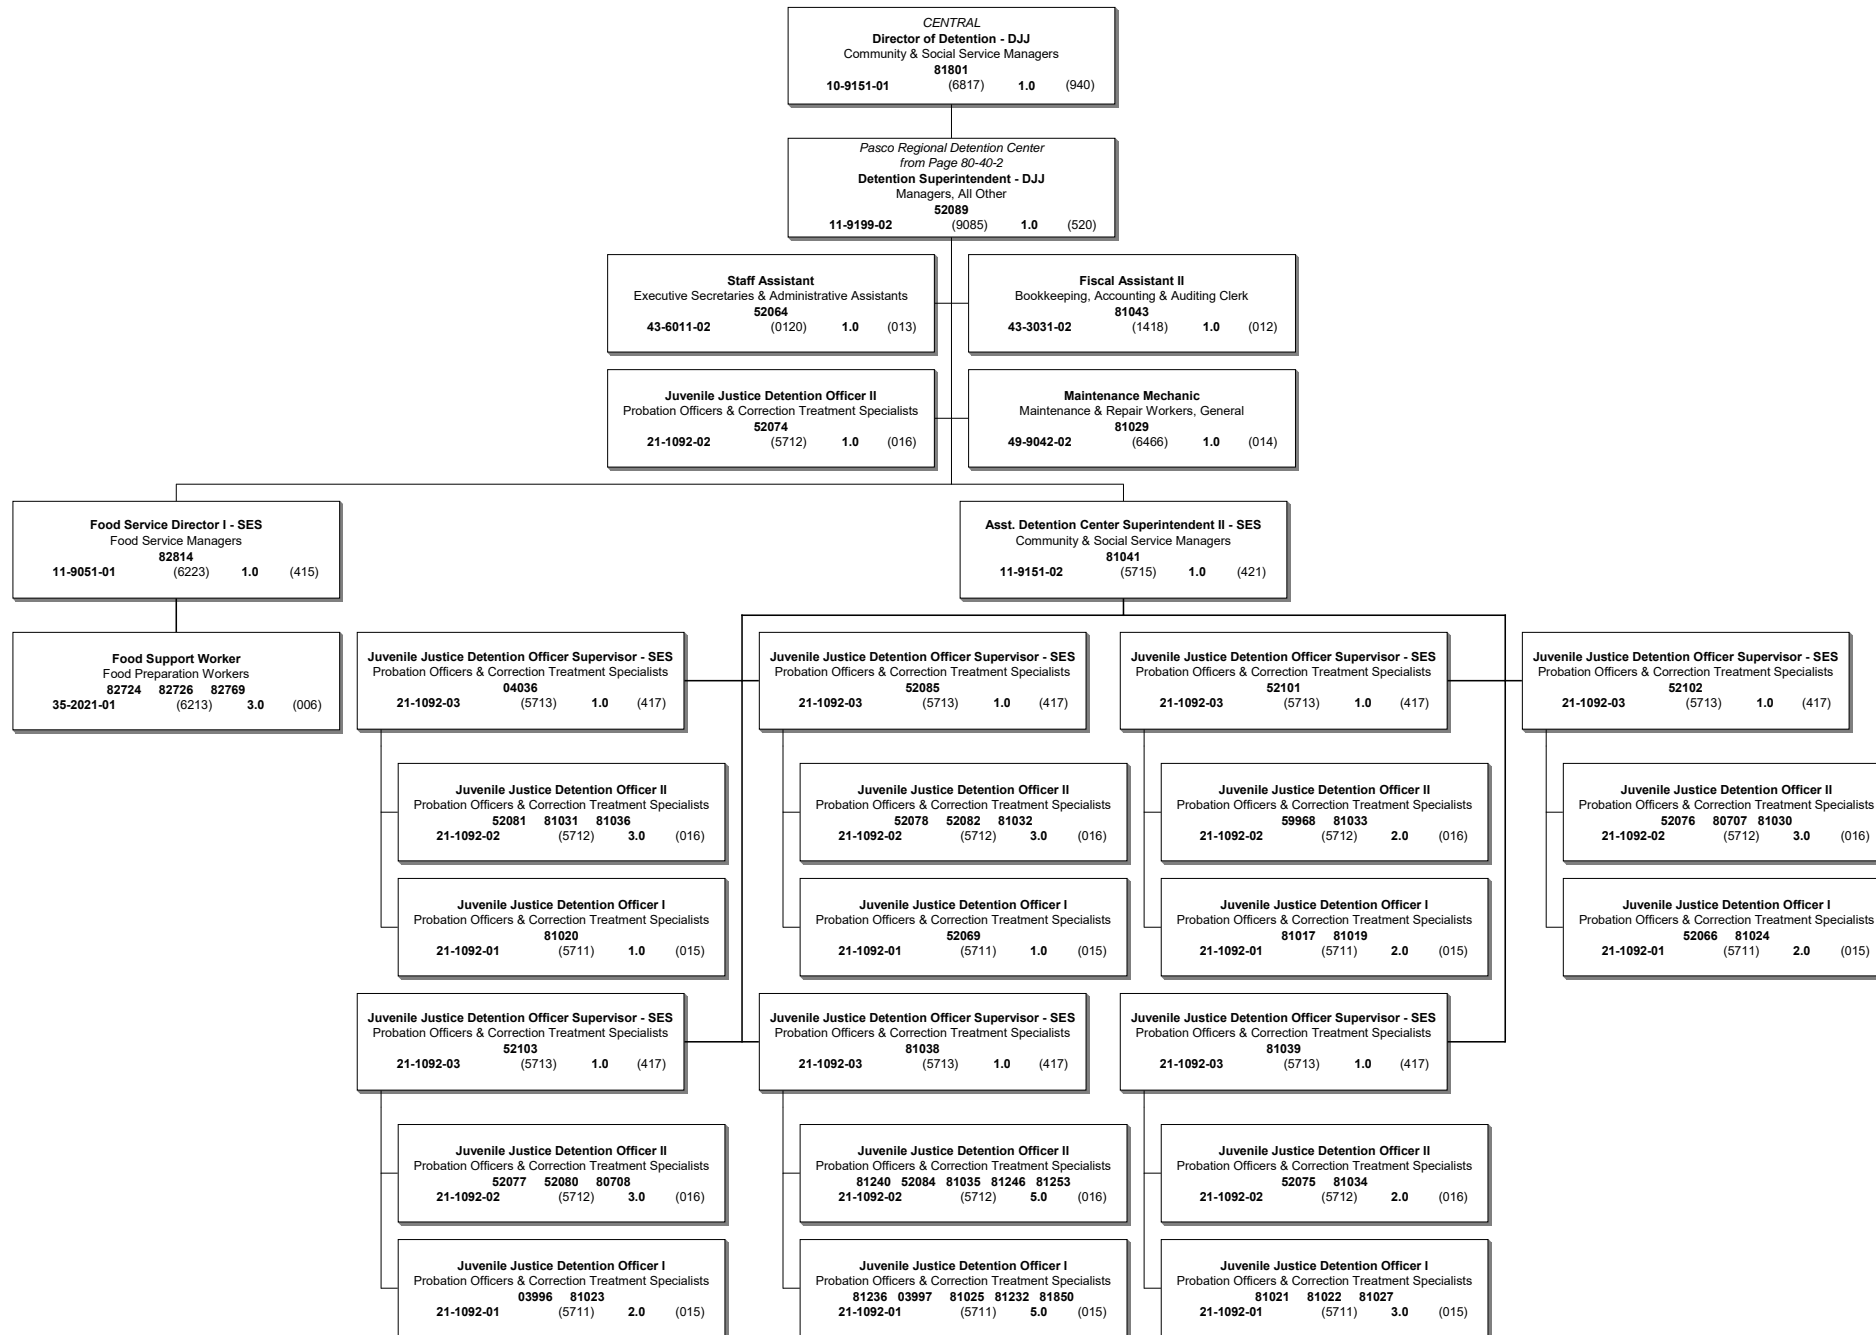 CENTRAL
Director of Detention - DJJ
Community & Social Service Managers
81801
10-9151-01 (6817) 1.0 (940)
Pasco Regional Detention Center
from Page 80-40-2
Detention Superintendent - DJJ
Managers, All Other
52089
11-9199-02 (9085) 1.0 (520)
Staff Assistant
Executive Secretaries & Administrative Assistants
52064
43-6011-02 (0120) 1.0 (013)
Fiscal Assistant II
Bookkeeping, Accounting & Auditing Clerk
81043
43-3031-02 (1418) 1.0 (012)
Juvenile Justice Detention Officer II
Probation Officers & Correction Treatment Specialists
52074
21-1092-02 (5712) 1.0 (016)
Maintenance Mechanic
Maintenance & Repair Workers, General
81029
49-9042-02 (6466) 1.0 (014)
Food Service Director I - SES
Food Service Managers
82814
11-9051-01 (6223) 1.0 (415)
Asst. Detention Center Superintendent II - SES
Community & Social Service Managers
81041
11-9151-02 (5715) 1.0 (421)
Food Support Worker
Food Preparation Workers
82724 82726 82769
35-2021-01 (6213) 3.0 (006)
Juvenile Justice Detention Officer Supervisor - SES
Probation Officers & Correction Treatment Specialists
04036
21-1092-03 (5713) 1.0 (417)
Juvenile Justice Detention Officer Supervisor - SES
Probation Officers & Correction Treatment Specialists
52085
21-1092-03 (5713) 1.0 (417)
Juvenile Justice Detention Officer Supervisor - SES
Probation Officers & Correction Treatment Specialists
52101
21-1092-03 (5713) 1.0 (417)
Juvenile Justice Detention Officer Supervisor - SES
Probation Officers & Correction Treatment Specialists
52102
21-1092-03 (5713) 1.0 (417)
Juvenile Justice Detention Officer II
Probation Officers & Correction Treatment Specialists
52081 81031 81036
21-1092-02 (5712) 3.0 (016)
Juvenile Justice Detention Officer II
Probation Officers & Correction Treatment Specialists
52078 52082 81032
21-1092-02 (5712) 3.0 (016)
Juvenile Justice Detention Officer II
Probation Officers & Correction Treatment Specialists
59968 81033
21-1092-02 (5712) 2.0 (016)
Juvenile Justice Detention Officer II
Probation Officers & Correction Treatment Specialists
52076 80707 81030
21-1092-02 (5712) 3.0 (016)
Juvenile Justice Detention Officer I
Probation Officers & Correction Treatment Specialists
81020
21-1092-01 (5711) 1.0 (015)
Juvenile Justice Detention Officer I
Probation Officers & Correction Treatment Specialists
52069
21-1092-01 (5711) 1.0 (015)
Juvenile Justice Detention Officer I
Probation Officers & Correction Treatment Specialists
81017 81019
21-1092-01 (5711) 2.0 (015)
Juvenile Justice Detention Officer I
Probation Officers & Correction Treatment Specialists
52066 81024
21-1092-01 (5711) 2.0 (015)
Juvenile Justice Detention Officer Supervisor - SES
Probation Officers & Correction Treatment Specialists
52103
21-1092-03 (5713) 1.0 (417)
Juvenile Justice Detention Officer Supervisor - SES
Probation Officers & Correction Treatment Specialists
81038
21-1092-03 (5713) 1.0 (417)
Juvenile Justice Detention Officer Supervisor - SES
Probation Officers & Correction Treatment Specialists
81039
21-1092-03 (5713) 1.0 (417)
Juvenile Justice Detention Officer II
Probation Officers & Correction Treatment Specialists
52077 52080 80708
21-1092-02 (5712) 3.0 (016)
Juvenile Justice Detention Officer II
Probation Officers & Correction Treatment Specialists
81240 52084 81035 81246 81253
21-1092-02 (5712) 5.0 (016)
Juvenile Justice Detention Officer II
Probation Officers & Correction Treatment Specialists
52075 81034
21-1092-02 (5712) 2.0 (016)
Juvenile Justice Detention Officer I
Probation Officers & Correction Treatment Specialists
03996 81023
21-1092-01 (5711) 2.0 (015)
Juvenile Justice Detention Officer I
Probation Officers & Correction Treatment Specialists
81236 03997 81025 81232 81850
21-1092-01 (5711) 5.0 (015)
Juvenile Justice Detention Officer I
Probation Officers & Correction Treatment Specialists
81021 81022 81027
21-1092-01 (5711) 3.0 (015)